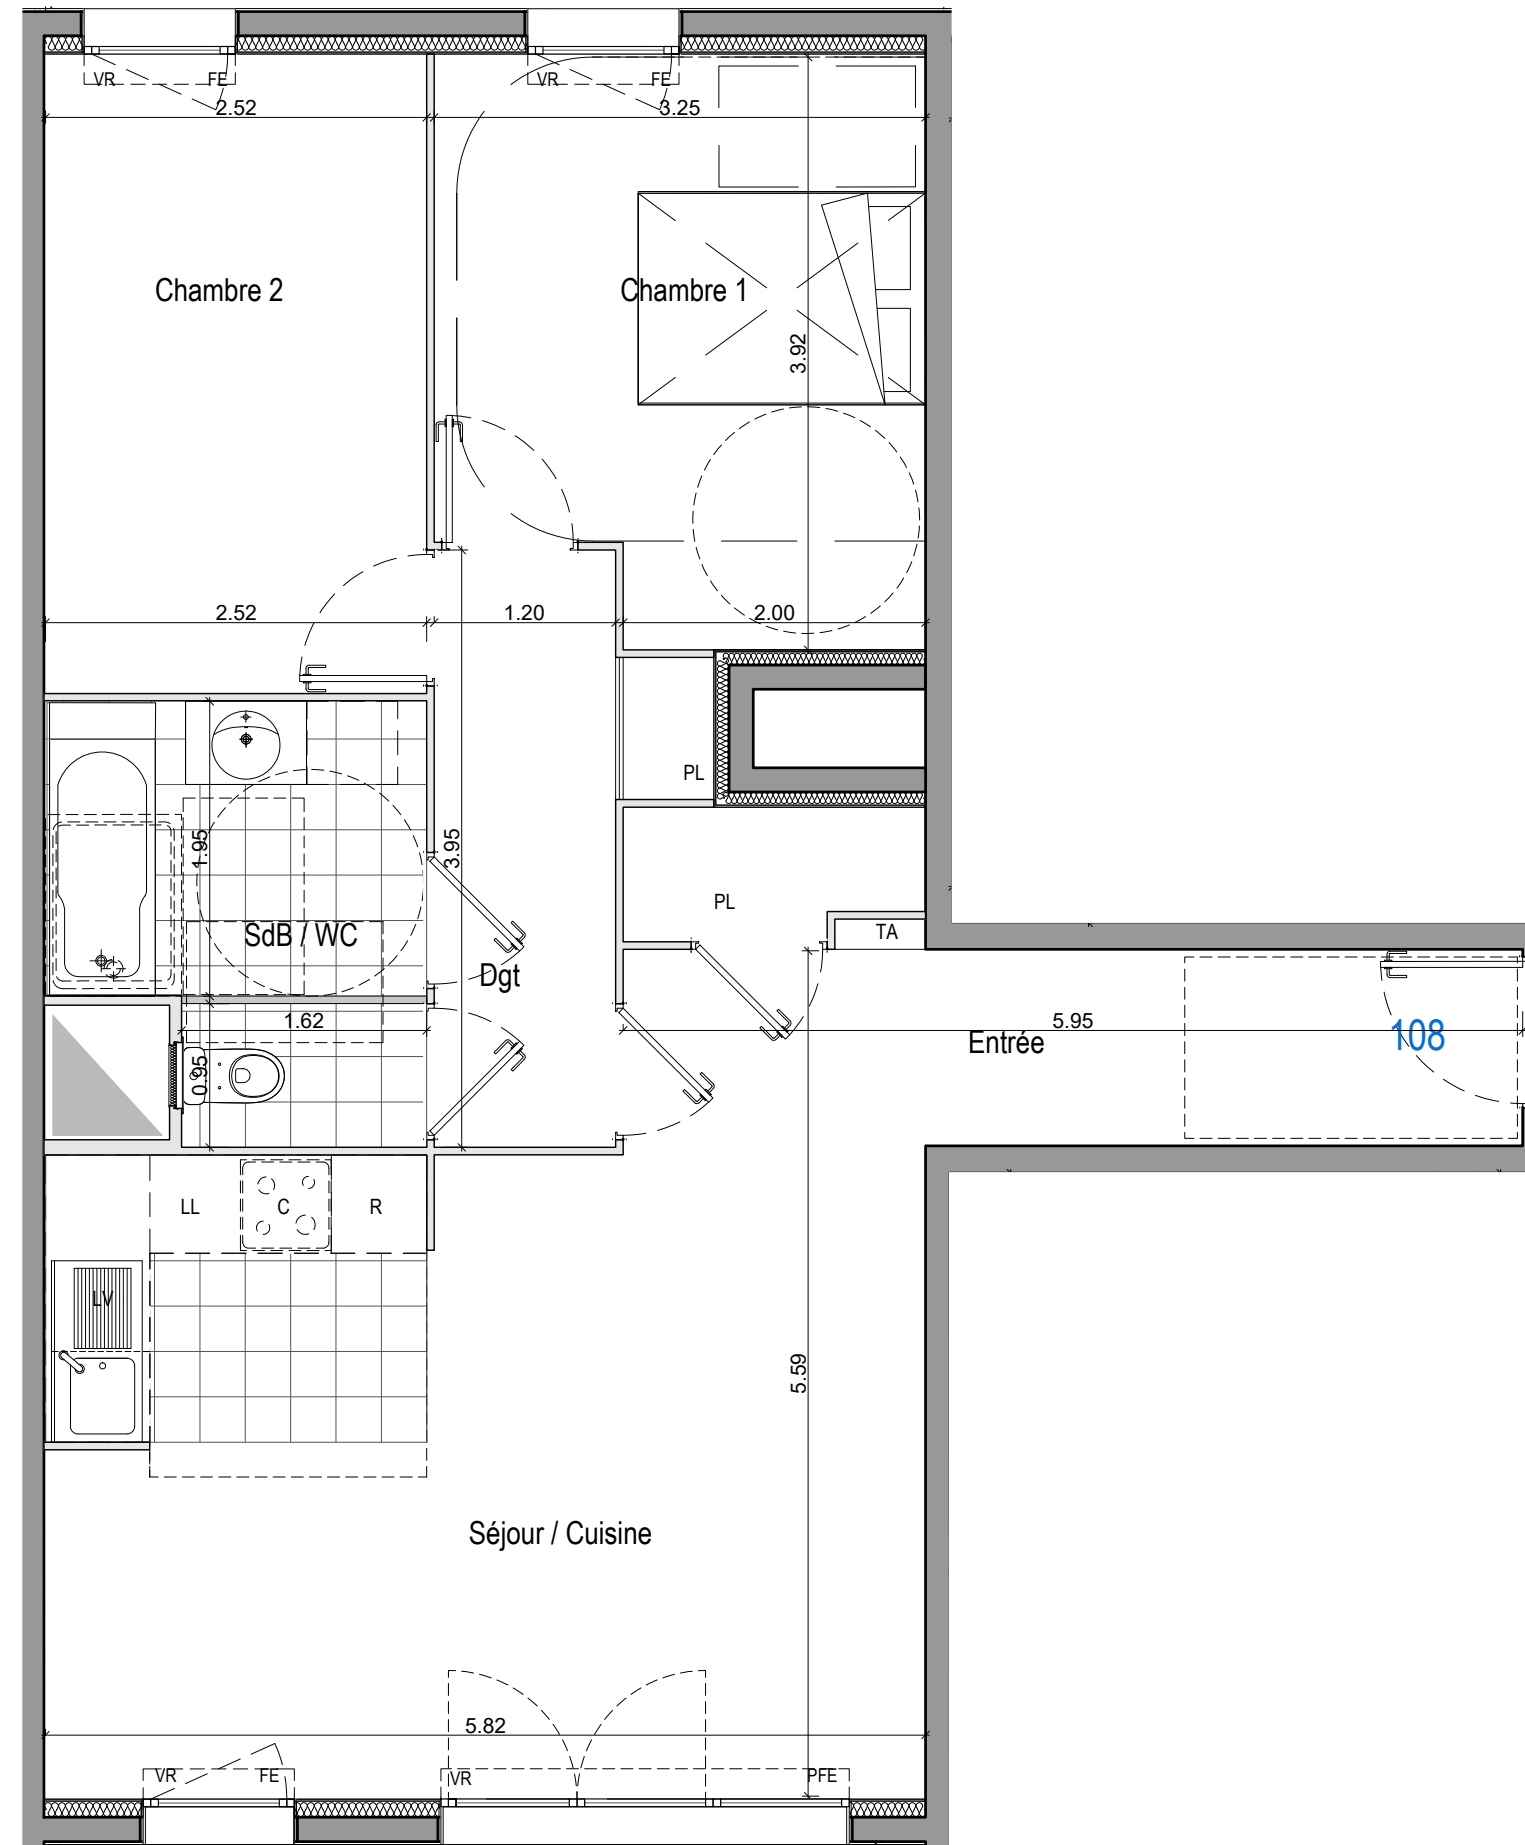 VR
FE
VR
FE
2.52
3.25
Chambre 2
Chambre 1
3.92
2.52
1.20
2.00
PL
1.95
3.95
PL
TA
SdB / WC
Dgt
1.62
5.95
Entrée
108
0.95
LL
C
R
LV
5.59
Séjour / Cuisine
5.82
VR
FE
VR
PFE